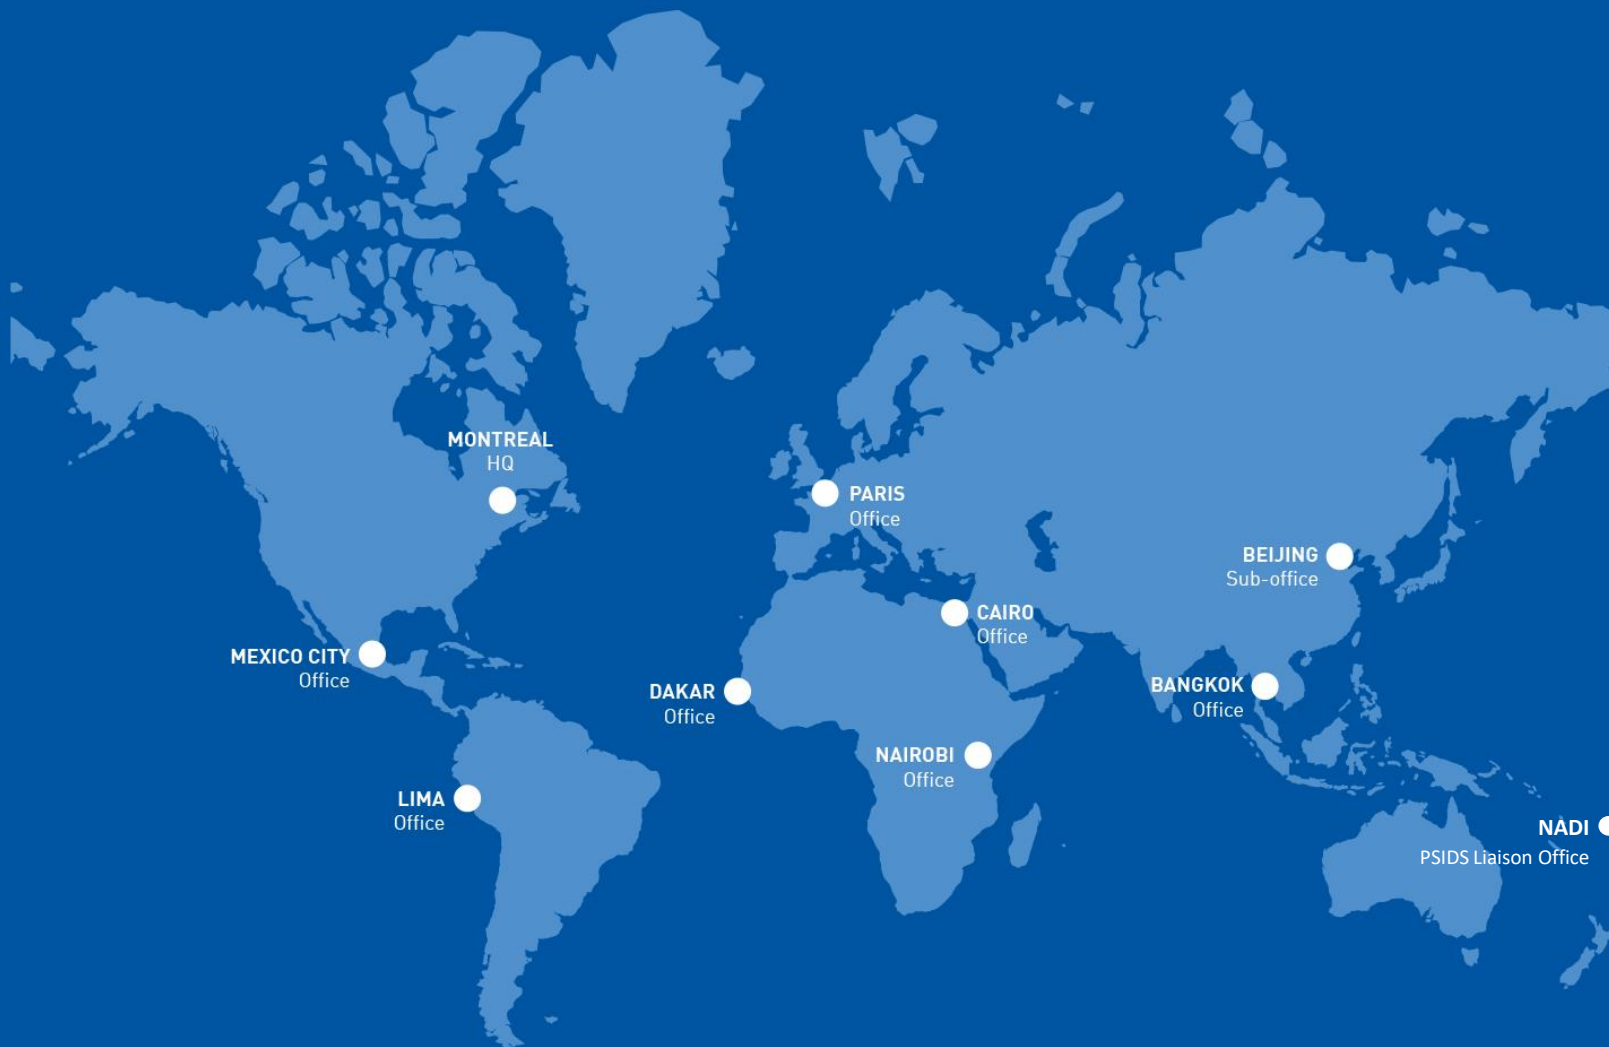 MONTREAL
HQ
PARIS
Office
BEIJING
Sub-office
CAIRO
Office
MEXICO CITY
Office
DAKAR
Office
BANGKOK
Office
NAIROBI
Office
LIMA
Office
NADI
PSIDS Liaison Office